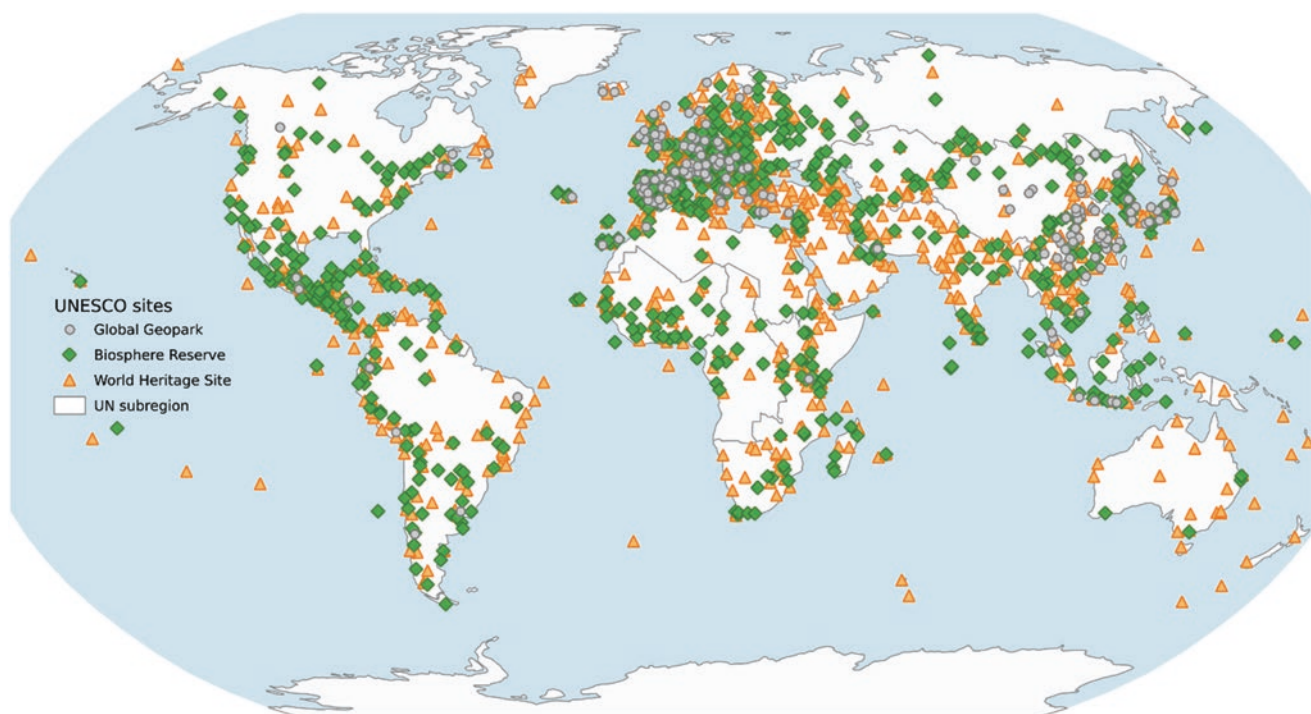 UNESCO sites
Global Geopark
Biosphere Reserve
World Heritage Site
UN subregion